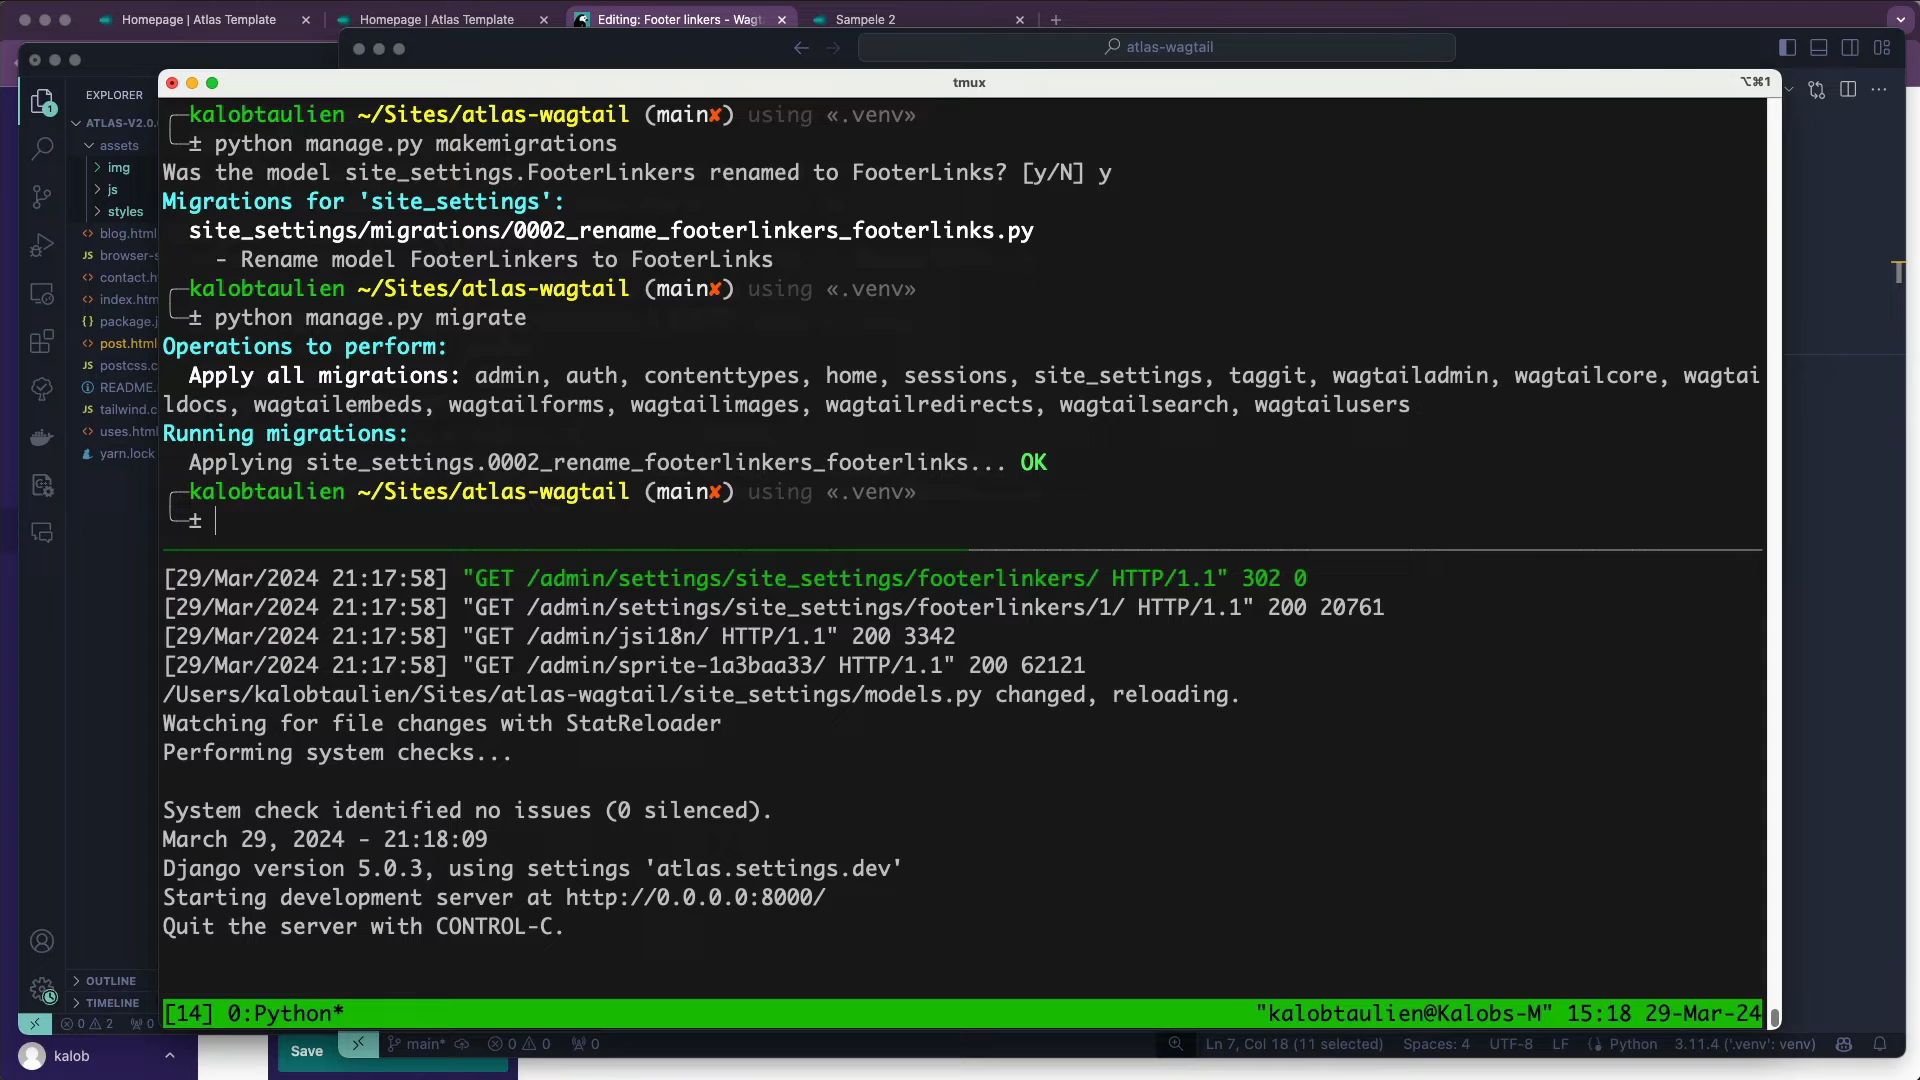 Homepage | Atlas Template
Homepage | Atlas Template
Editing: Footer linkers - Wagt
Sampele 2
atlas-wagtail
tmux
⌥⌘1
EXPLORER
ATLAS-V2.0.
assets
img
js
styles
blog.html
browser-s
contact.h
index.htm
package.j
post.html
postcss.c
README.
tailwind.c
uses.html
yarn.lock
OUTLINE
TIMELINE
1
kalobtaulien ~/Sites/atlas-wagtail (main✘) using «.venv»
± python manage.py makemigrations
Was the model site_settings.FooterLinkers renamed to FooterLinks? [y/N] y
Migrations for 'site_settings':
site_settings/migrations/0002_rename_footerlinkers_footerlinks.py
- Rename model FooterLinkers to FooterLinks
kalobtaulien ~/Sites/atlas-wagtail (main✘) using «.venv»
± python manage.py migrate
Operations to perform:
Apply all migrations: admin, auth, contenttypes, home, sessions, site_settings, taggit, wagtailadmin, wagtailcore, wagtai
ldocs, wagtailembeds, wagtailforms, wagtailimages, wagtailredirects, wagtailsearch, wagtailusers
Running migrations:
Applying site_settings.0002_rename_footerlinkers_footerlinks... OK
kalobtaulien ~/Sites/atlas-wagtail (main✘) using «.venv»
±
[29/Mar/2024 21:17:58] "GET /admin/settings/site_settings/footerlinkers/ HTTP/1.1" 302 0
[29/Mar/2024 21:17:58] "GET /admin/settings/site_settings/footerlinkers/1/ HTTP/1.1" 200 20761
[29/Mar/2024 21:17:58] "GET /admin/jsi18n/ HTTP/1.1" 200 3342
[29/Mar/2024 21:17:58] "GET /admin/sprite-1a3baa33/ HTTP/1.1" 200 62121
/Users/kalobtaulien/Sites/atlas-wagtail/site_settings/models.py changed, reloading.
Watching for file changes with StatReloader
Performing system checks...
System check identified no issues (0 silenced).
March 29, 2024 - 21:18:09
Django version 5.0.3, using settings 'atlas.settings.dev'
Starting development server at http://0.0.0.0:8000/
Quit the server with CONTROL-C.
[14] 0:Python* "kalobtaulien@Kalobs-M" 15:18 29-Mar-24
0 2 0
kalob
Save
main* 0 0 0
Ln 7, Col 18 (11 selected) Spaces: 4 UTF-8 LF Python 3.11.4 ('.venv': venv)